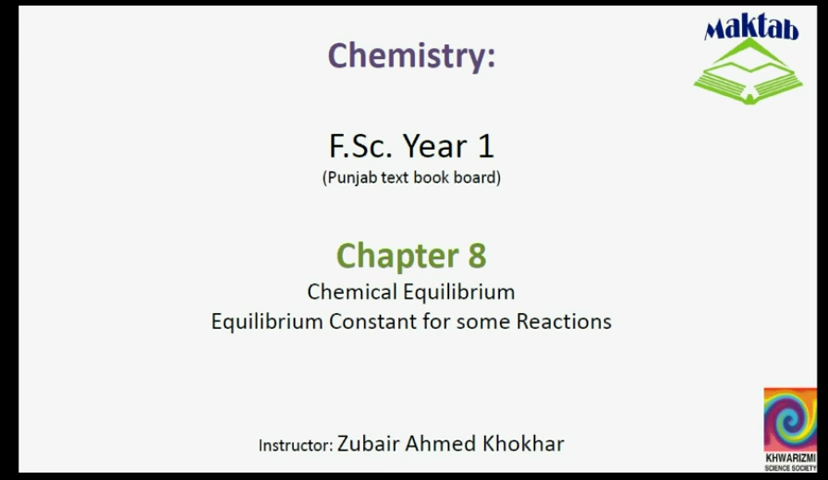 Maktab
Chemistry:
F.Sc. Year 1
(Punjab text book board)
Chapter 8
Chemical Equilibrium
Equilibrium Constant for some Reactions
Instructor: Zubair Ahmed Khokhar
KHWARIZMI
SCIENCE SOCIETY